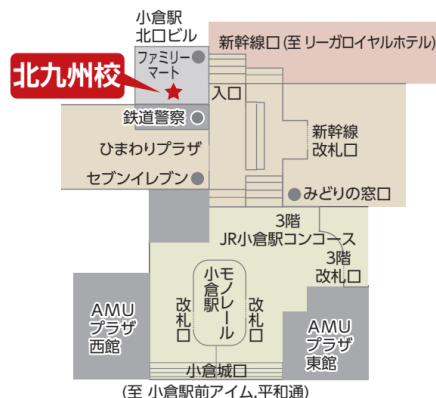 小倉駅
北口ビル
新幹線口(至 リーガロイヤルホテル)
ファミリー
マート
北九州校
入口
鉄道警察
新幹線
改札口
ひまわりプラザ
セブンイレブン
みどりの窓口
3階
JR小倉駅コンコース
3階
改札口
モノレール
小倉駅
改札口
改札口
AMU
プラザ
西館
AMU
プラザ
東館
小倉城口
(至 小倉駅前アイム,平和通)